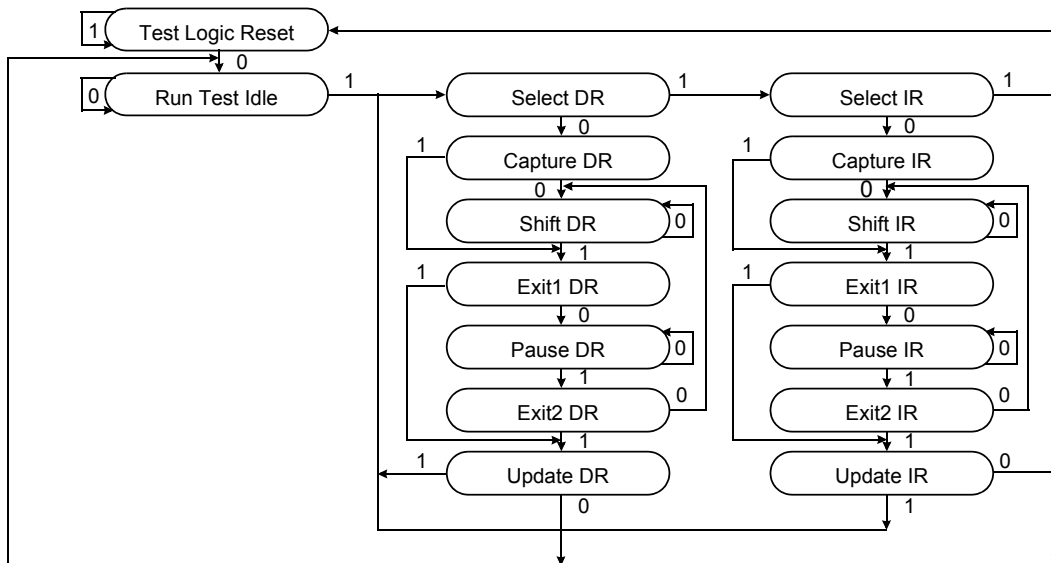 Test Logic Reset
1
0
Run Test Idle
0
1
Select DR
1
Select IR
1
0
0
1
Capture DR
1
Capture IR
0
0
Shift DR
0
Shift IR
0
1
1
1
Exit1 DR
1
Exit1 IR
0
0
Pause DR
0
Pause IR
0
1
1
Exit2 DR
0
Exit2 IR
0
1
1
1
Update DR
Update IR
0
0
1